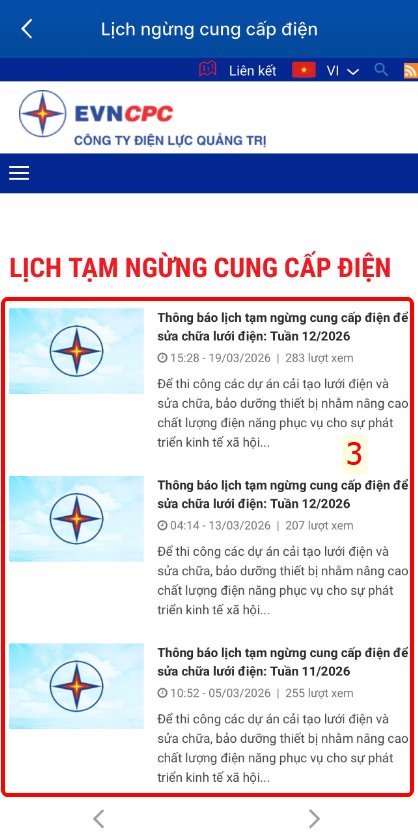 Lịch ngừng cung cấp điện
Liên kết VI
EVNCPC
CÔNG TY ĐIỆN LỰC QUẢNG TRỊ
LỊCH TẠM NGỪNG CUNG CẤP ĐIỆN
Thông báo lịch tạm ngừng cung cấp điện để
sửa chữa lưới điện: Tuần 12/2026
15:28 - 19/03/2026 | 283 lượt xem
Để thi công các dự án cải tạo lưới điện và
sửa chữa, bảo dưỡng thiết bị nhằm nâng cao
chất lượng điện năng phục vụ cho sự phát
triển kinh tế xã hội...
3
Thông báo lịch tạm ngừng cung cấp điện để
sửa chữa lưới điện: Tuần 12/2026
04:14 - 13/03/2026 | 207 lượt xem
Để thi công các dự án cải tạo lưới điện và
sửa chữa, bảo dưỡng thiết bị nhằm nâng cao
chất lượng điện năng phục vụ cho sự phát
triển kinh tế xã hội...
Thông báo lịch tạm ngừng cung cấp điện để
sửa chữa lưới điện: Tuần 11/2026
10:52 - 05/03/2026 | 255 lượt xem
Để thi công các dự án cải tạo lưới điện và
sửa chữa, bảo dưỡng thiết bị nhằm nâng cao
chất lượng điện năng phục vụ cho sự phát
triển kinh tế xã hội...